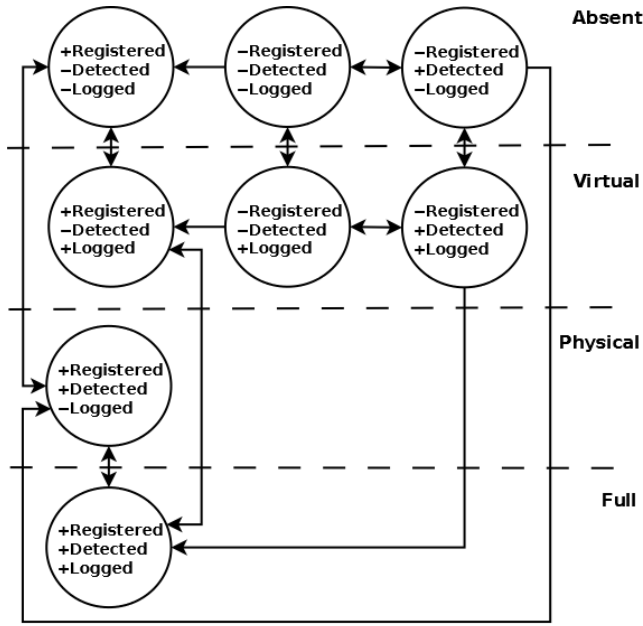 Absent
+Registered
−Detected
−Logged
−Registered
−Detected
−Logged
−Registered
+Detected
−Logged
Virtual
+Registered
−Detected
+Logged
−Registered
−Detected
+Logged
−Registered
+Detected
+Logged
Physical
+Registered
+Detected
−Logged
Full
+Registered
+Detected
+Logged